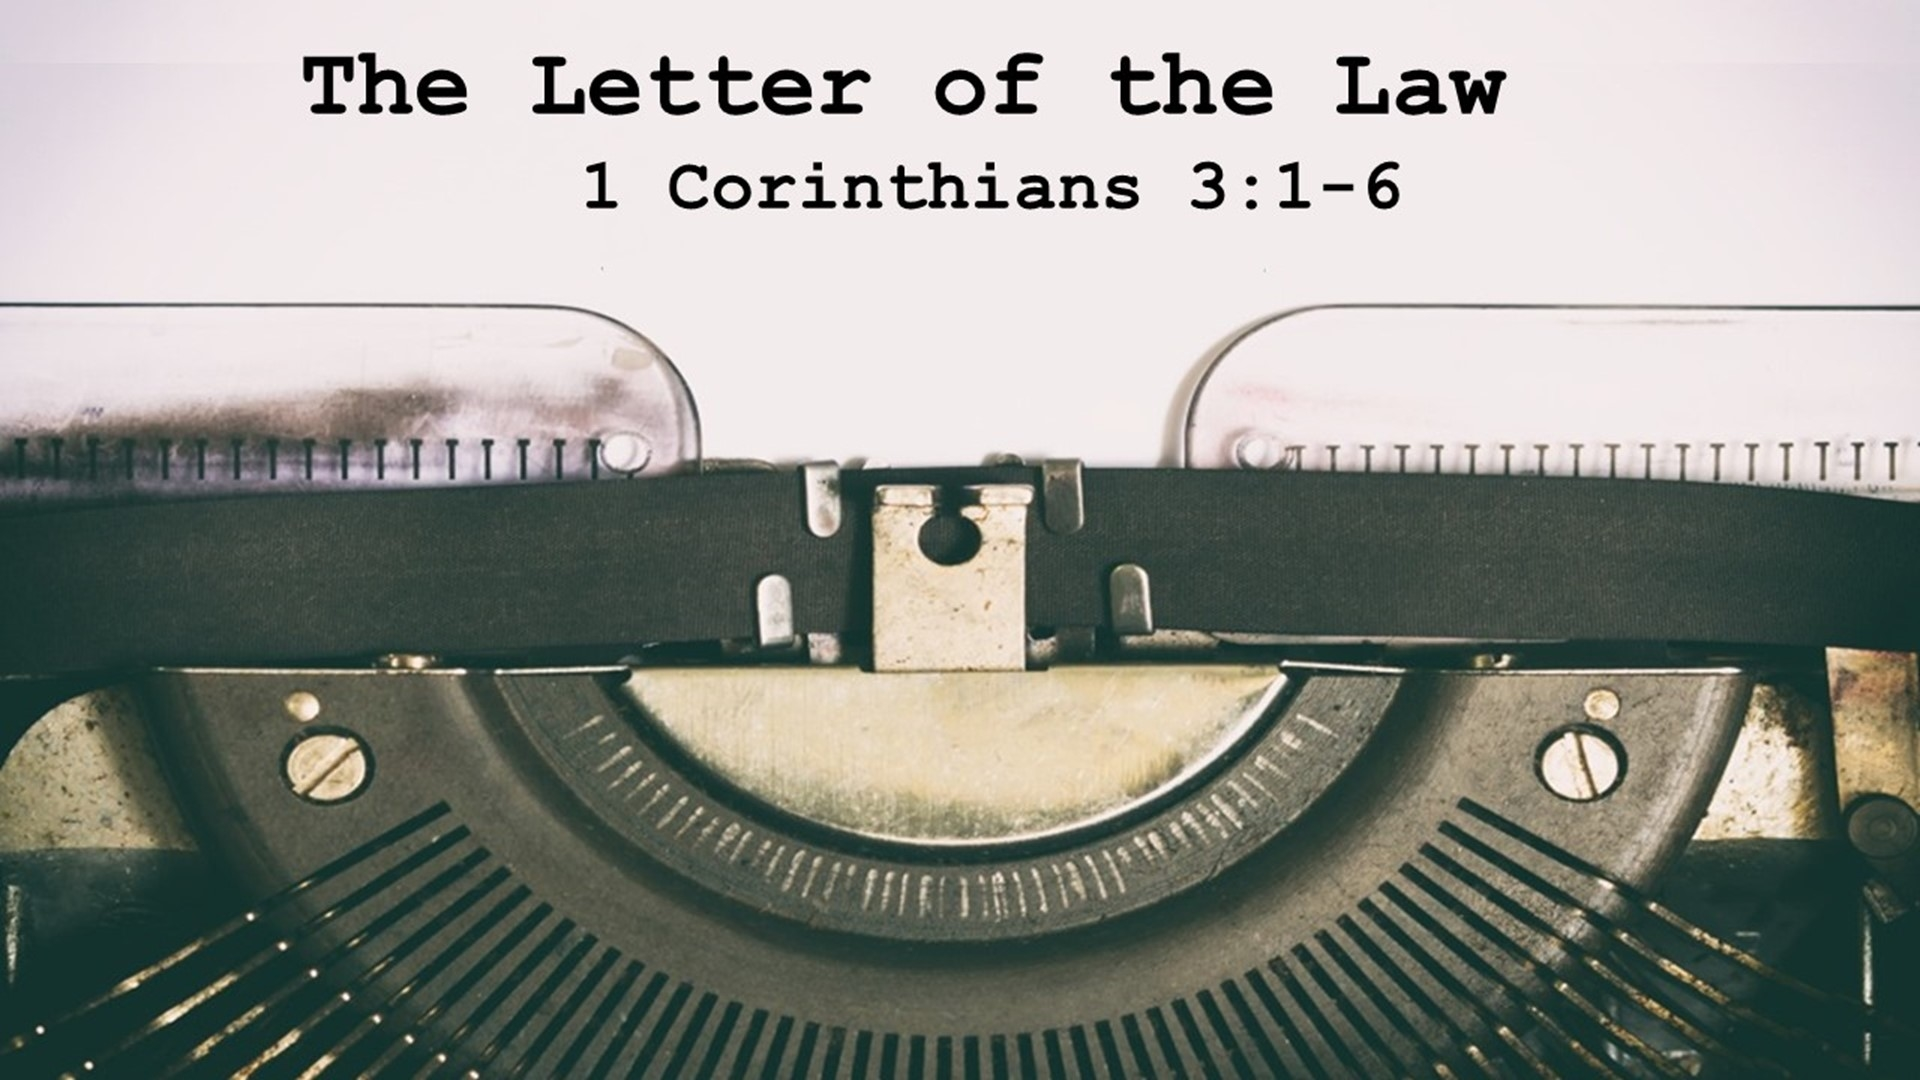 The Letter of the Law
1 Corinthians 3:1-6